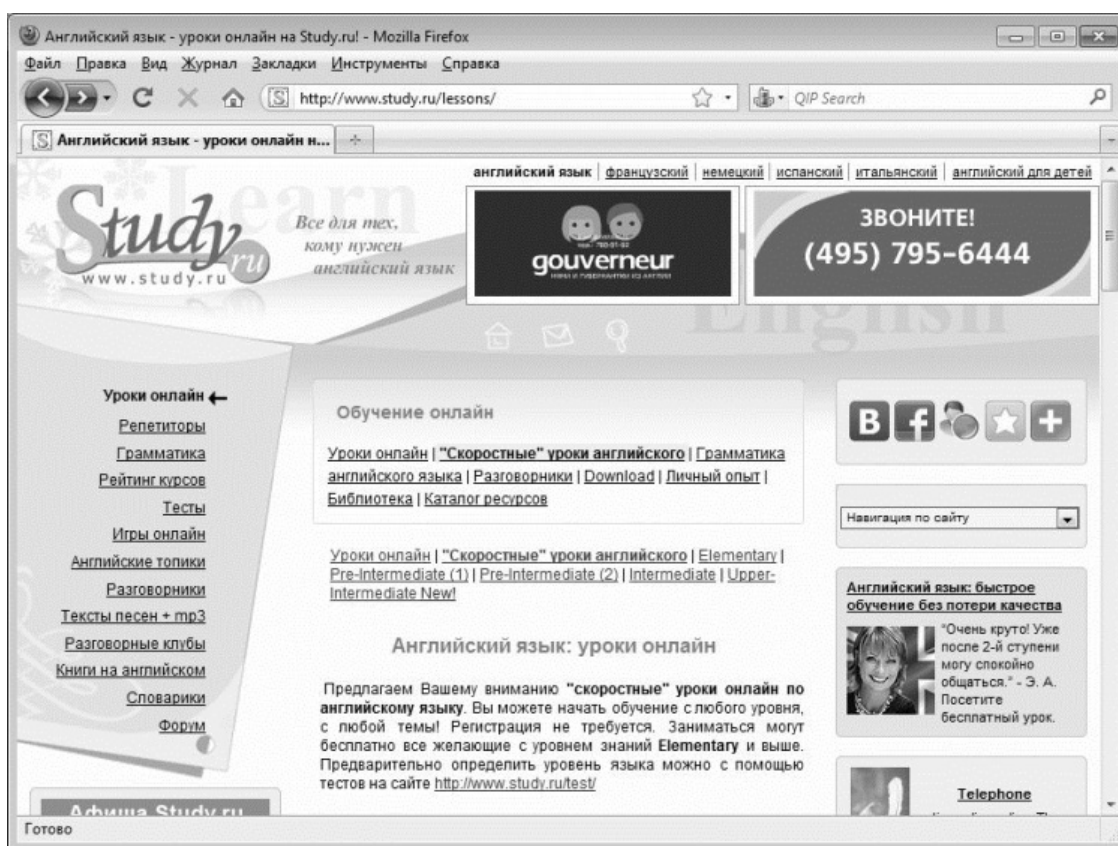 Английский язык - уроки онлайн на Study.ru! - Mozilla Firefox
Файл Правка Вид Журнал Закладки Инструменты Справка
http://www.study.ru/lessons/
QIP Search
Английский язык - уроки онлайн н...
английский язык | французский | немецкий | испанский | итальянский | английский для детей
Learn
Study.ru
www.study.ru
Все для тех,
кому нужен
английский язык
gouverneur
НЯНИ И ГУВЕРНАНТКИ ИЗ АНГЛИИ
ЗВОНИТЕ!
(495) 795-6444
English
Уроки онлайн
Репетиторы
Грамматика
Рейтинг курсов
Тесты
Игры онлайн
Английские топики
Разговорники
Тексты песен + mp3
Разговорные клубы
Книги на английском
Словарики
Форум
Афиша Study.ru
Обучение онлайн
Уроки онлайн | "Скоростные" уроки английского | Грамматика
английского языка | Разговорники | Download | Личный опыт |
Библиотека | Каталог ресурсов
Уроки онлайн | "Скоростные" уроки английского | Elementary |
Pre-Intermediate (1) | Pre-Intermediate (2) | Intermediate | Upper-
Intermediate New!
Английский язык: уроки онлайн
Предлагаем Вашему вниманию "скоростные" уроки онлайн по
английскому языку. Вы можете начать обучение с любого уровня,
с любой темы! Регистрация не требуется. Заниматься могут
бесплатно все желающие с уровнем знаний Elementary и выше.
Предварительно определить уровень языка можно с помощью
тестов на сайте http://www.study.ru/test/
В f
Навигация по сайту
Английский язык: быстрое
обучение без потери качества
"Очень круто! Уже
после 2-й ступени
могу спокойно
общаться." - Э. А.
Посетите
бесплатный урок.
Telephone
Готово